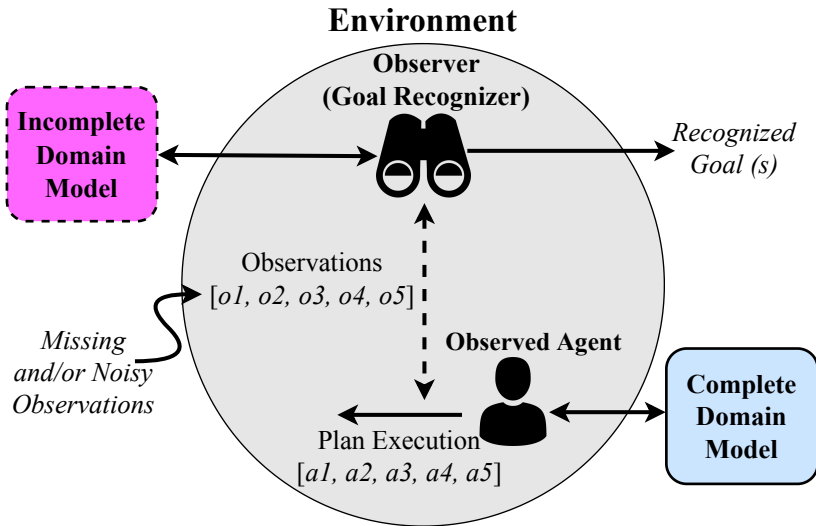 Environment
Observer
(Goal Recognizer)
Incomplete
Domain
Model
Recognized
Goal (s)
Observations
[o1, o2, o3, o4, o5]
Missing
and/or Noisy
Observations
Observed Agent
Complete
Domain
Model
Plan Execution
[a1, a2, a3, a4, a5]